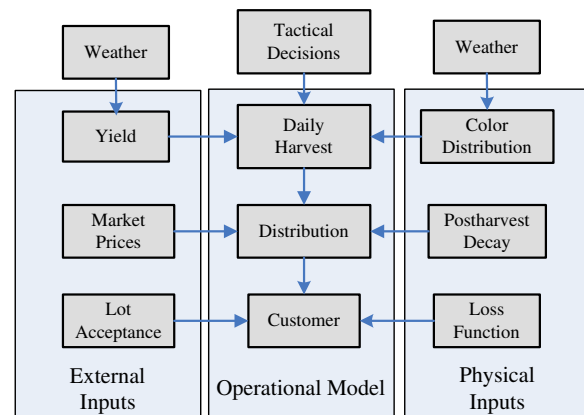 Weather
Tactical
Decisions
Weather
Yield
Daily
Harvest
Color
Distribution
Market
Prices
Distribution
Postharvest
Decay
Lot
Acceptance
Customer
Loss
Function
External
Inputs
Operational Model
Physical
Inputs